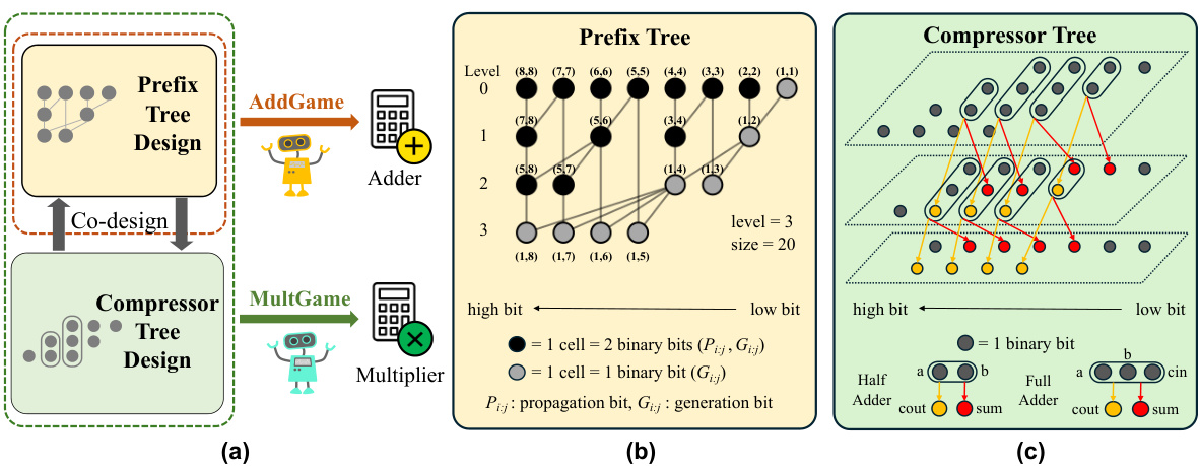 Prefix
Tree
Design
Co-design
Compressor
Tree
Design
AddGame
Adder
MultGame
Multiplier
(a)
Prefix Tree
Level
(8,8) (7,7) (6,6) (5,5) (4,4) (3,3) (2,2) (1,1)
0
(7,8) (5,6) (3,4) (1,2)
1
(5,8) (5,7) (1,4) (1,3)
2
level = 3
size = 20
3
(1,8) (1,7) (1,6) (1,5)
high bit low bit
= 1 cell = 2 binary bits (P_{i:j}, G_{i:j})
= 1 cell = 1 binary bit (G_{i:j})
P_{i:j} : propagation bit, G_{i:j} : generation bit
(b)
Compressor Tree
high bit low bit
= 1 binary bit
Half
Adder
a b
cout sum
Full
Adder
b
a cin
cout sum
(c)